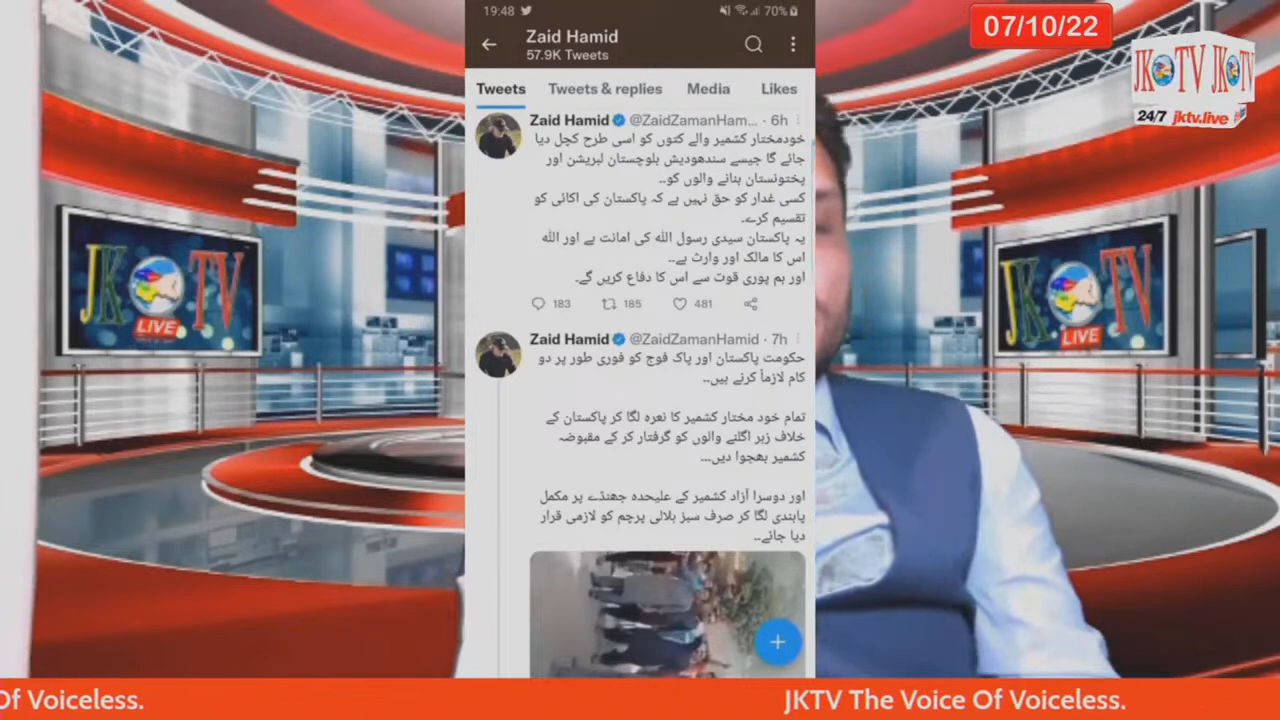 19:48
70%
07/10/22
Zaid Hamid
57.9K Tweets
JK TV JK TV
24/7 jktv.live
Tweets Tweets & replies Media Likes
Zaid Hamid @ZaidZamanHam... · 6h
خودمختار کشمیر والے کتوں کو اسی طرح کچل دیا
جائے گا جیسے سندھودیش بلوچستان لبریشن اور
پختونستان بنانے والوں کو..
کسی غدار کو حق نہیں ہے کہ پاکستان کی اکائی کو
تقسیم کرے۔
یہ پاکستان سیدی رسول اللہ کی امانت ہے اور اللہ
اس کا مالک اور وارث ہے..
اور ہم پوری قوت سے اس کا دفاع کریں گے۔
183 185 481
JK TV
LIVE
JK TV
LIVE
Zaid Hamid @ZaidZamanHamid · 7h
حکومت پاکستان اور پاک فوج کو فوری طور پر دو
کام لازمأ کرنے ہیں..
تمام خود مختار کشمیر کا نعرہ لگا کر پاکستان کے
خلاف زہر اگلنے والوں کو گرفتار کر کے مقبوضہ
کشمیر بھجوا دیں...
اور دوسرا آزاد کشمیر کے علیحدہ جھنڈے پر مکمل
پابندی لگا کر صرف سبز ہلالی پرچم کو لازمی قرار
دیا جائے..
Of Voiceless.
JKTV The Voice Of Voiceless.